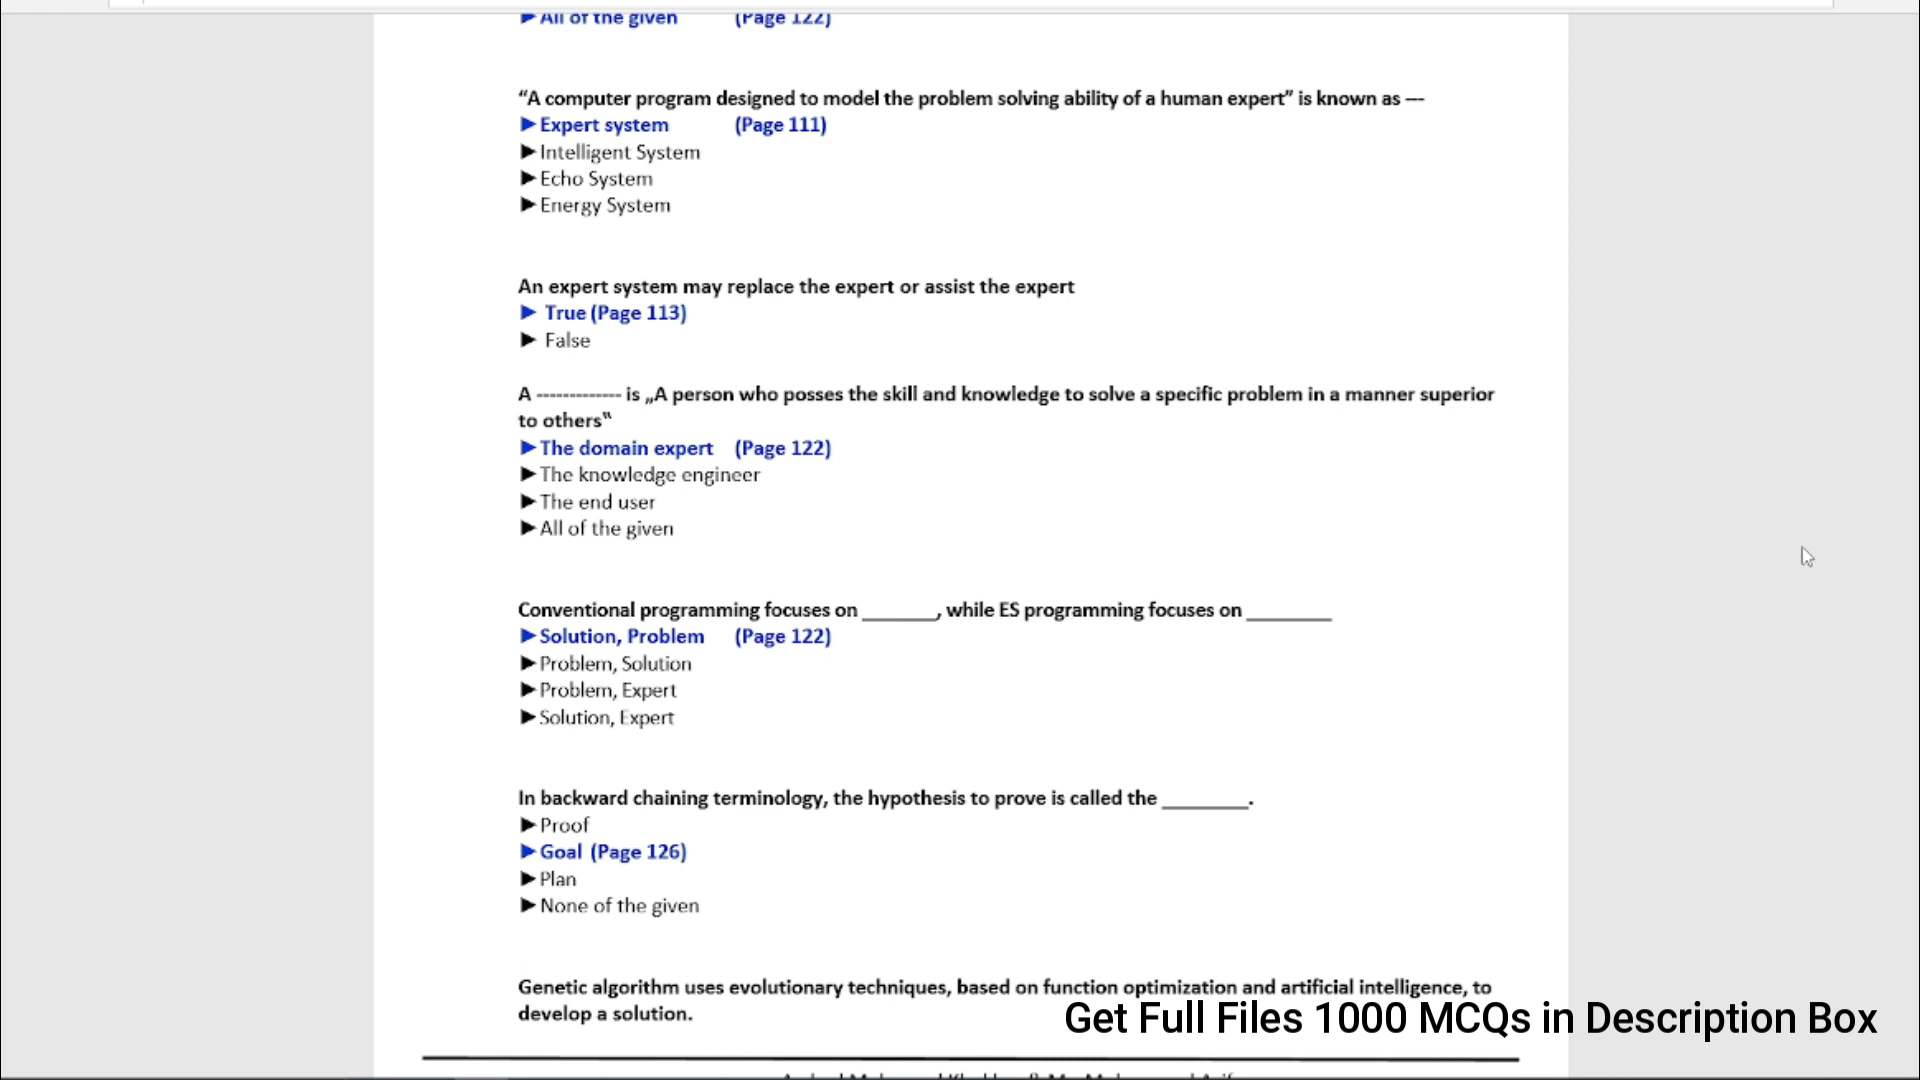 ▶All of the given (Page 122)
“A computer program designed to model the problem solving ability of a human expert” is known as ---
▶Expert system (Page 111)
▶Intelligent System
▶Echo System
▶Energy System
An expert system may replace the expert or assist the expert
▶ True (Page 113)
▶ False
A ------------- is „A person who posses the skill and knowledge to solve a specific problem in a manner superior
to others‟
▶The domain expert (Page 122)
▶The knowledge engineer
▶The end user
▶All of the given
Conventional programming focuses on ________, while ES programming focuses on _________
▶Solution, Problem (Page 122)
▶Problem, Solution
▶Problem, Expert
▶Solution, Expert
In backward chaining terminology, the hypothesis to prove is called the _________.
▶Proof
▶Goal (Page 126)
▶Plan
▶None of the given
Genetic algorithm uses evolutionary techniques, based on function optimization and artificial intelligence, to
develop a solution.
Get Full Files 1000 MCQs in Description Box